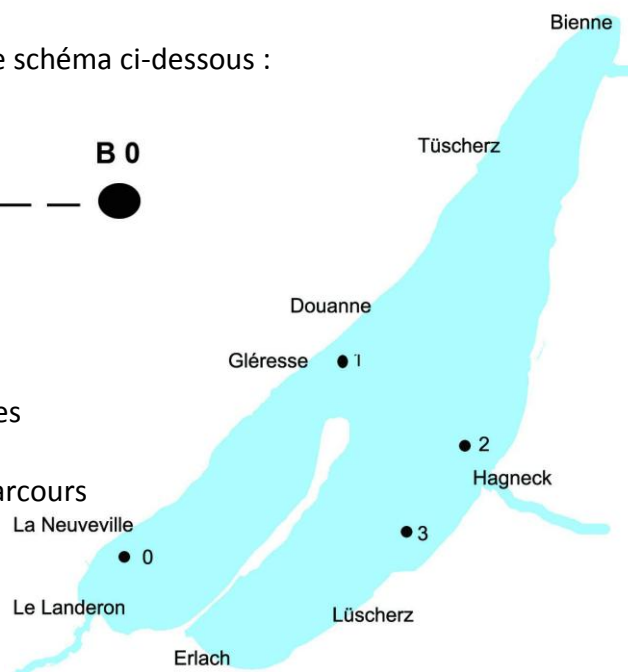 e schéma ci-dessous :
B 0
es
arcours
Bienne
Tüscherz
Douanne
Gléresse
1
2
Hagneck
3
La Neuveville
0
Le Landeron
Lüscherz
Erlach